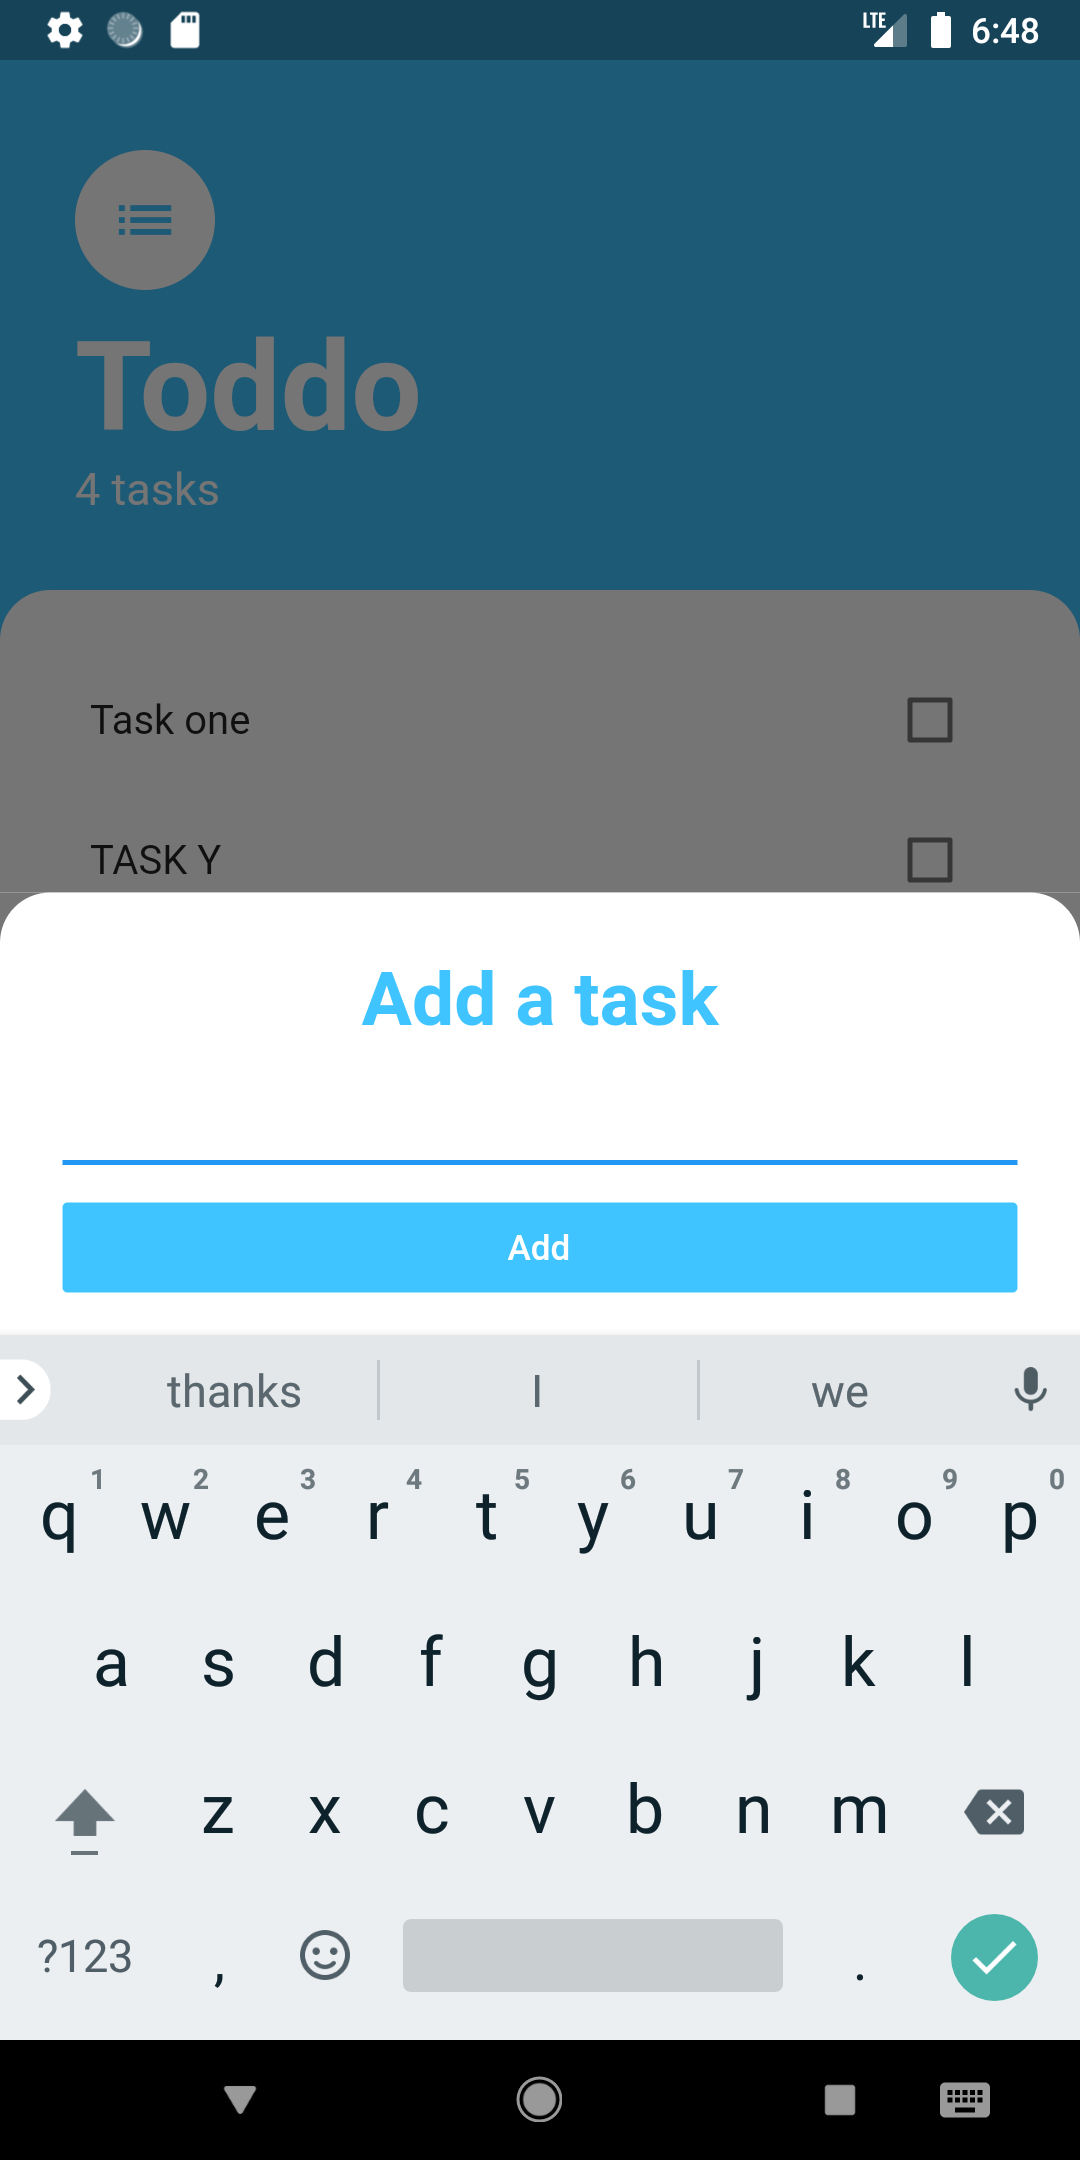 LTE 6:48
Toddo
4 tasks
Task one
TASK Y
Add a task
Add
thanks I we
1 2 3 4 5 6 7 8 9 0
q w e r t y u i o p
a s d f g h j k l
z x c v b n m
?123 , .